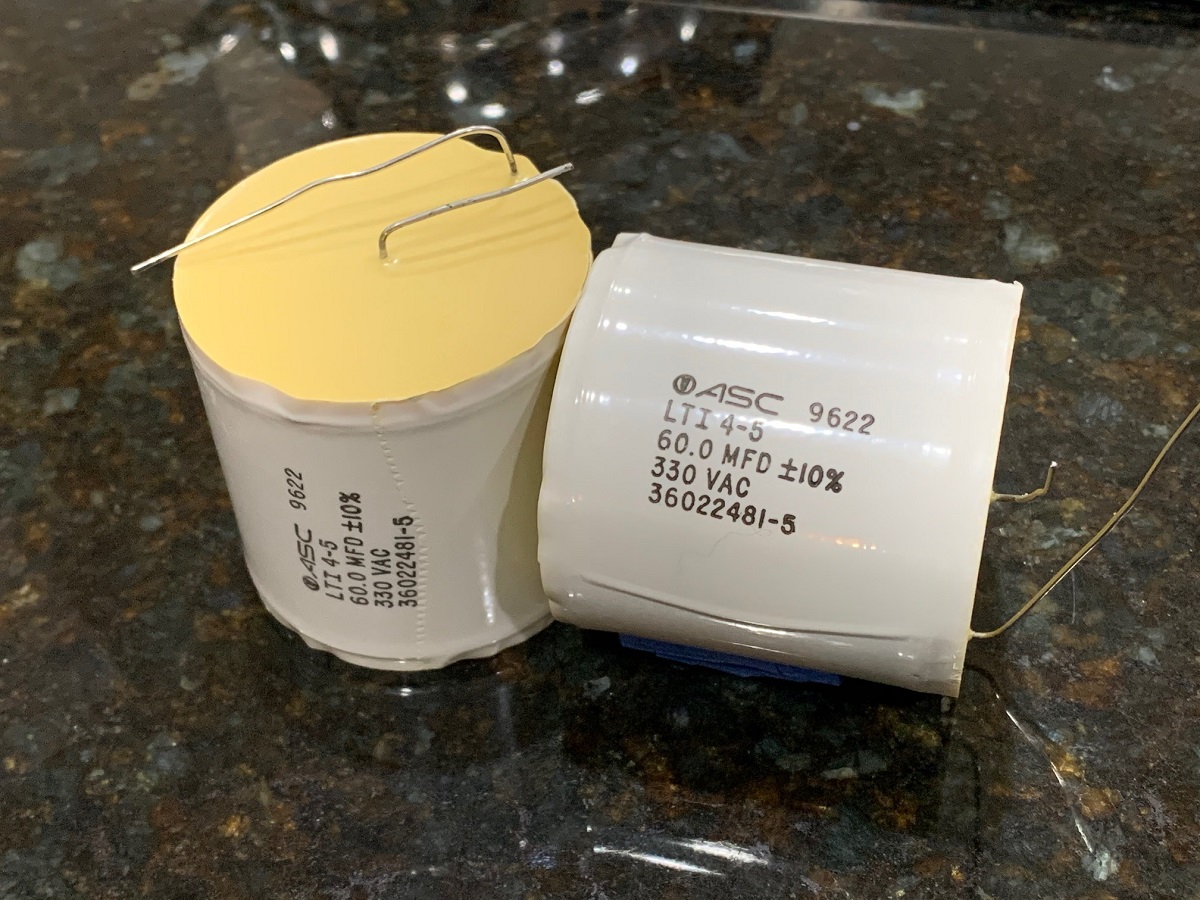 ASC 9622
LTI 4-5
60.0 MFD ±10%
330 VAC
36022481-5
ASC 9622
LTI 4-5
60.0 MFD ±10%
330 VAC
36022481-5